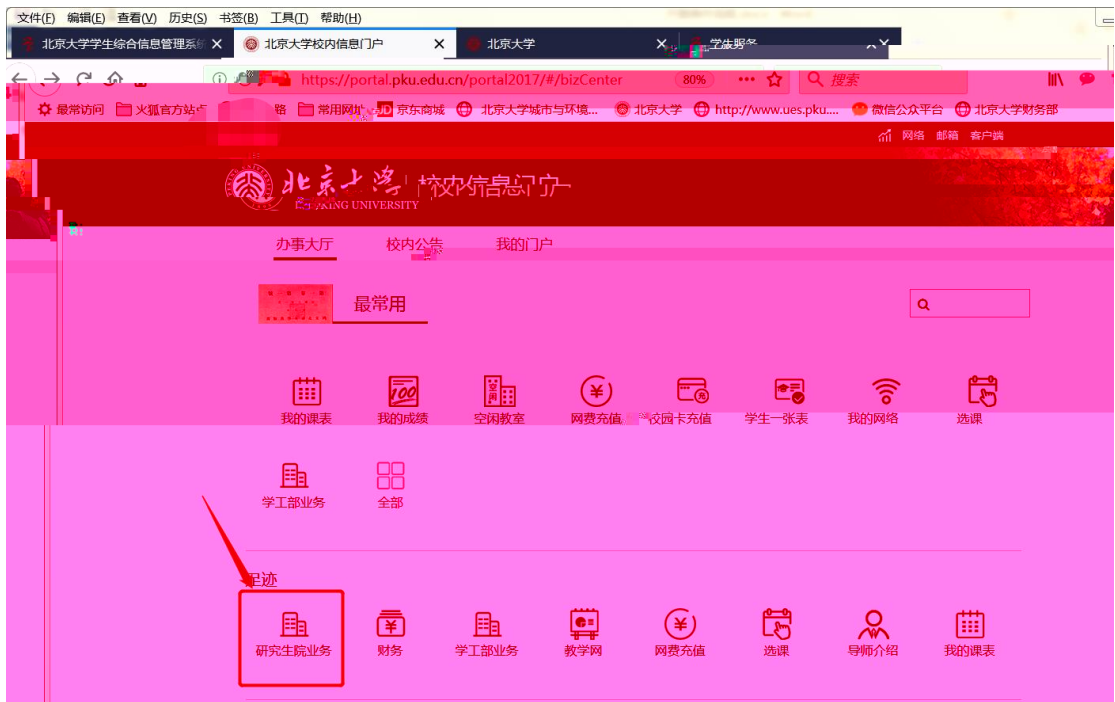 文件(F) 编辑(E) 查看(V) 历史(S) 书签(B) 工具(T) 帮助(H)
北京大学学生综合信息管理系统 北京大学校内信息门户 北京大学
https://portal.pku.edu.cn/portal2017/#/bizCenter 80% 搜索
最常访问 火狐官方站点 常用网址 JD 京东商城 北京大学城市与环境... 北京大学 http://www.ues.pku.... 微信公众平台 北京大学财务部
网络 邮箱 客户端
北京大学 校内信息门户
UNIVERSITY
办事大厅 校内公告 我的门户
最常用
我的课表 我的成绩 空闲教室 网费充值 校园卡充值 学生一张表 我的网络 选课
学工部业务 全部
足迹
研究生院业务 财务 学工部业务 教学网 网费充值 选课 导师介绍 我的课表